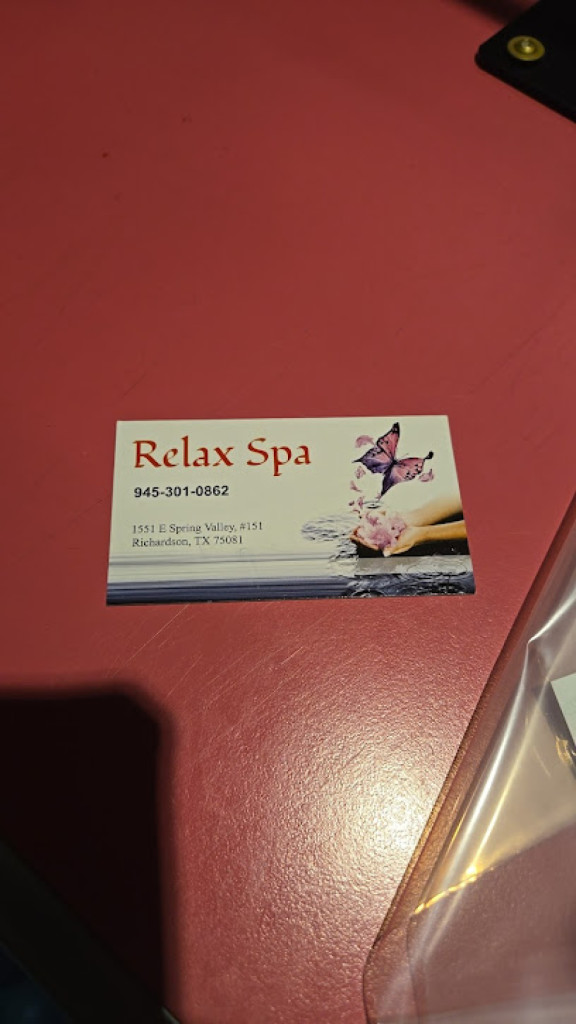 Relax Spa
945-301-0862
1551 E Spring Valley, #151
Richardson, TX 75081